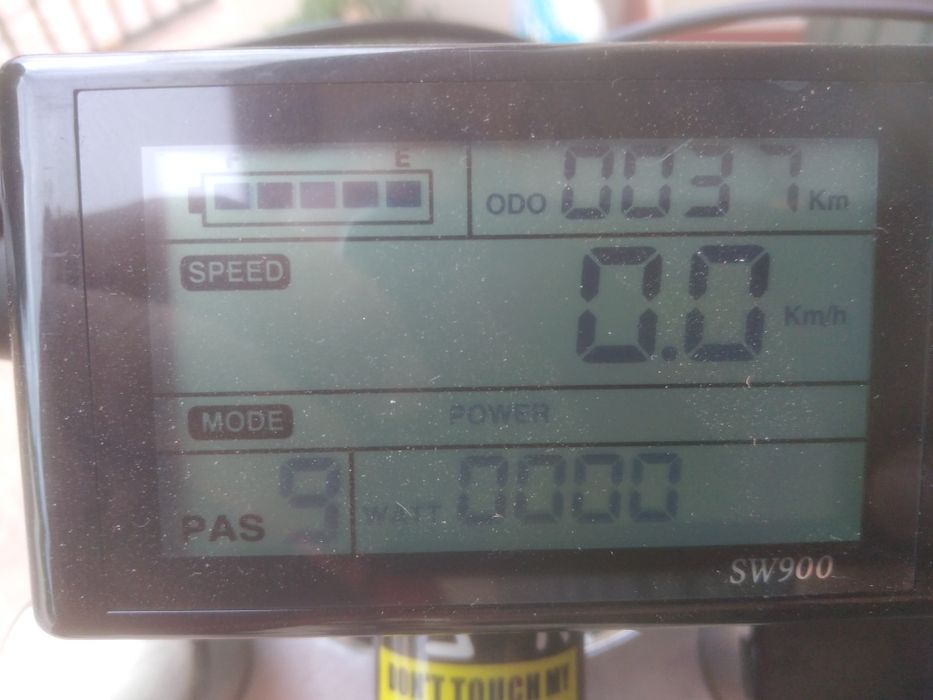 F E
ODO 0037 Km
SPEED 0.0 Km/h
MODE POWER
PAS 9 WATT 0000
SW900
DON'T TOUCH MY